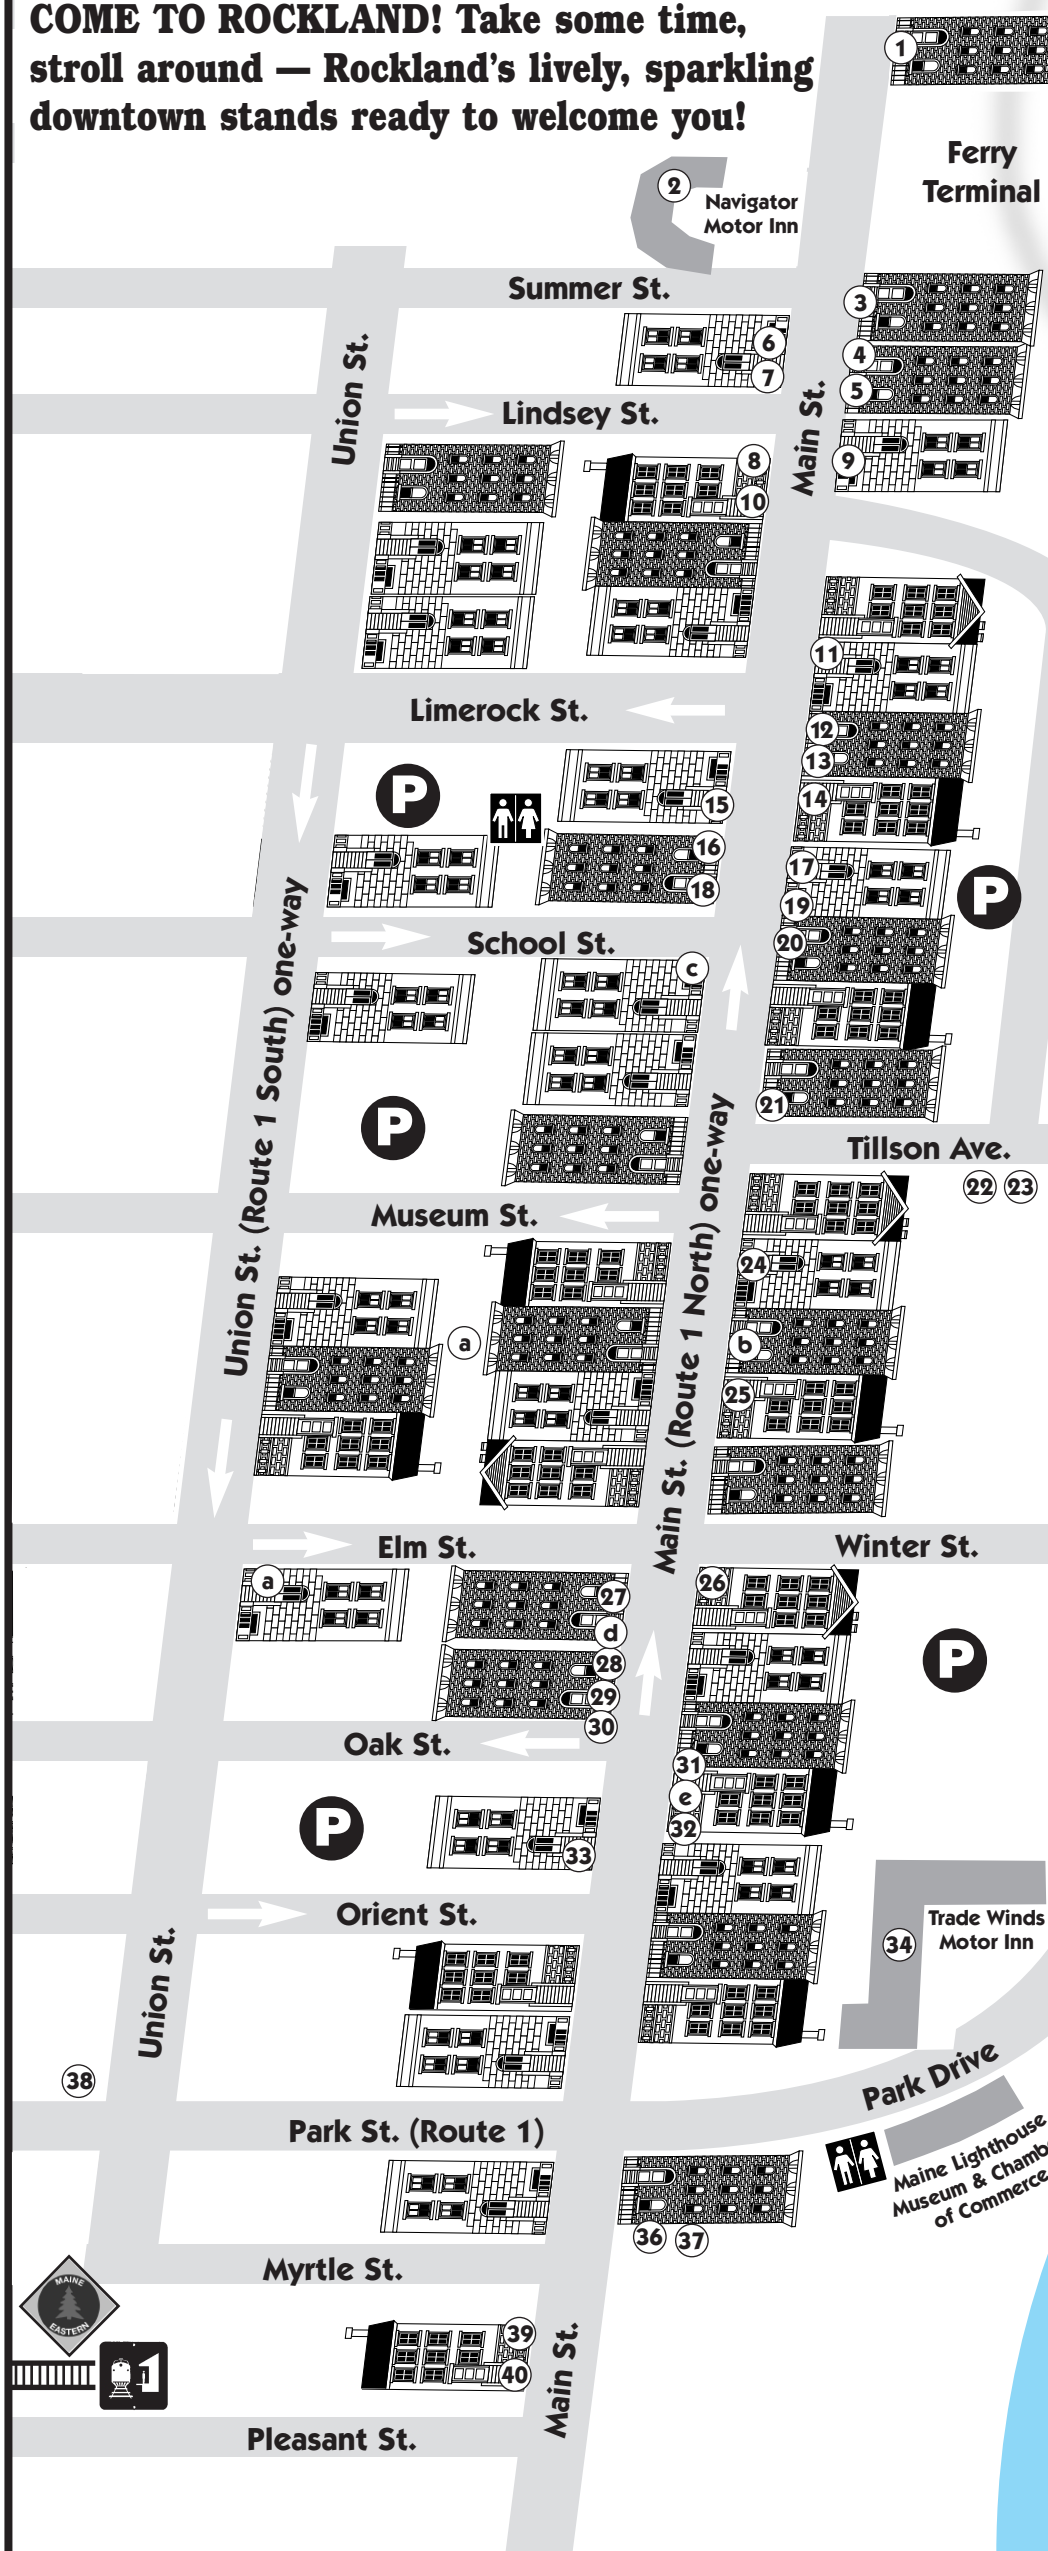 COME TO ROCKLAND! Take some time,
stroll around — Rockland's lively, sparkling
downtown stands ready to welcome you!
1
Ferry
Terminal
2
Navigator
Motor Inn
Summer St.
3
6
4
7
5
Union St.
Main St.
Lindsey St.
8
9
10
11
Limerock St.
12
13
P
14
15
16
17
18
P
19
20
School St.
c
Union St. (Route 1 South) one-way
Main St. (Route 1 North) one-way
21
P
Tillson Ave.
22 23
Museum St.
24
a
b
25
Elm St.
Winter St.
a
26
27
d
28
P
29
30
Oak St.
31
e
P
32
33
Orient St.
34
Trade Winds
Motor Inn
Union St.
38
Park Drive
Park St. (Route 1)
Maine Lighthouse
Museum &
of Commerce
36 37
Myrtle St.
MAINE
EASTERN
39
40
Main St.
Pleasant St.